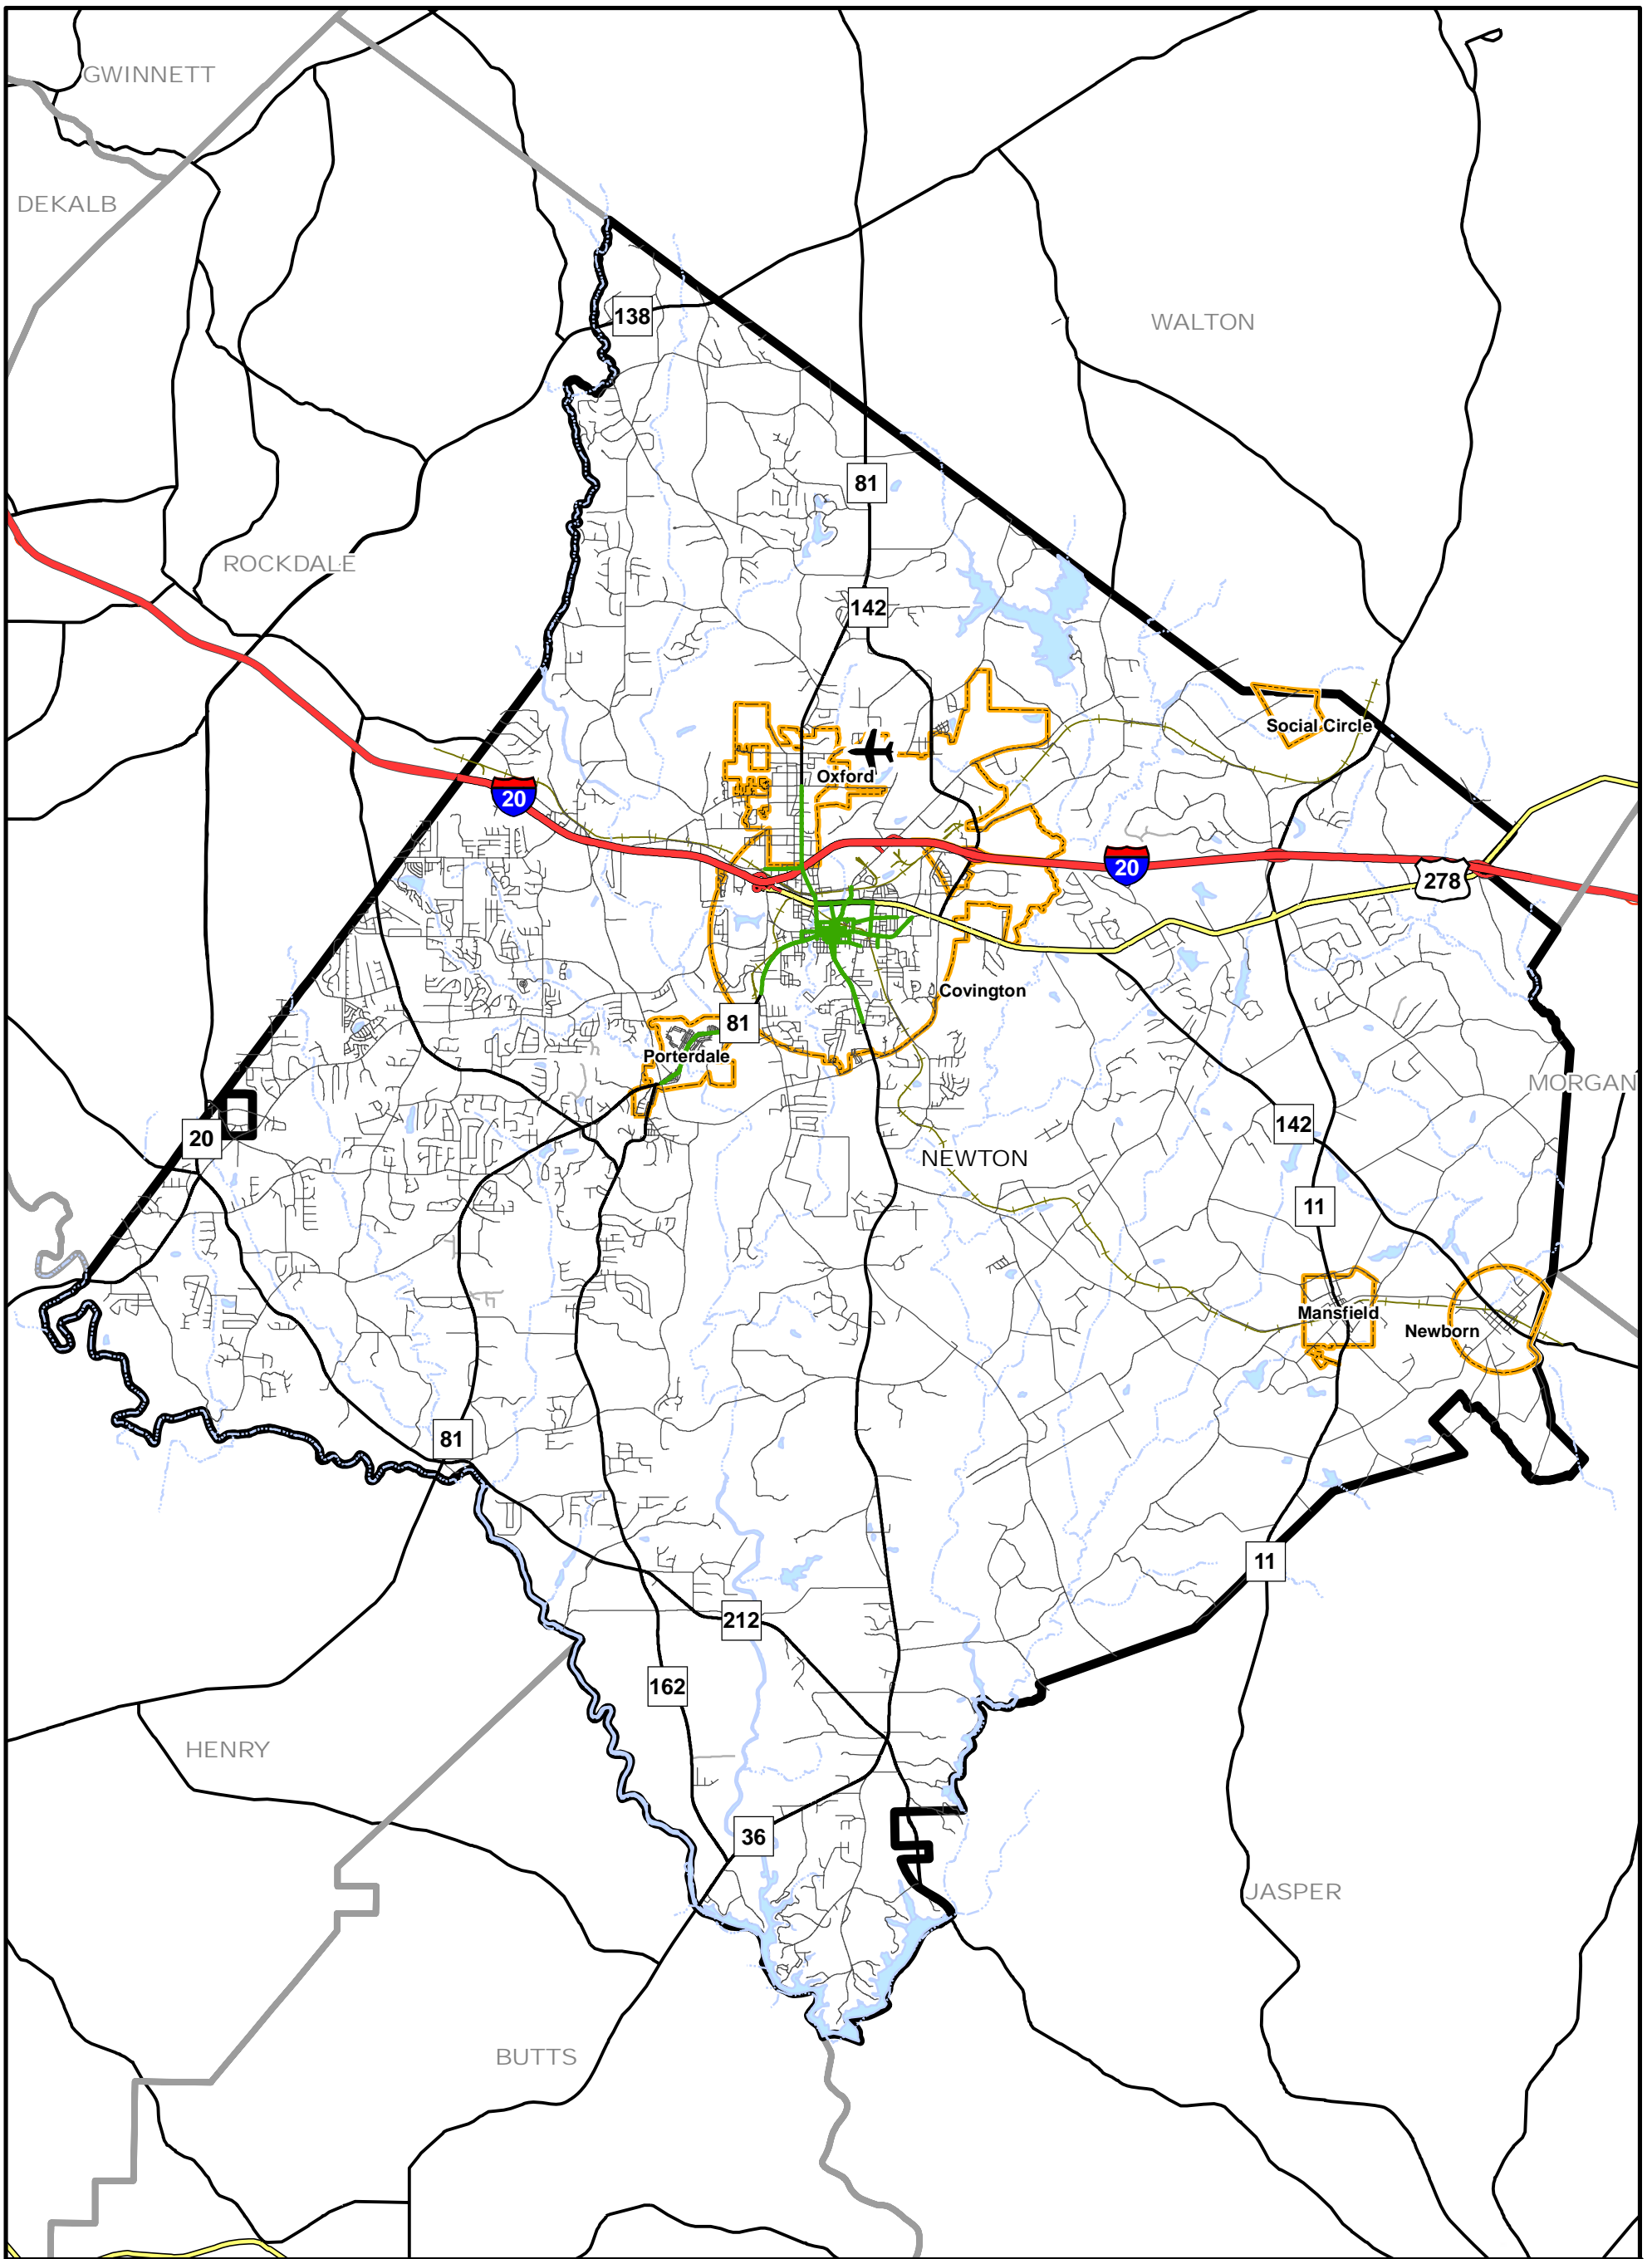 GWINNETT
DEKALB
138
WALTON
81
ROCKDALE
142
Social Circle
Oxford
20
20
278
Covington
81
Porterdale
MORGAN
142
20
NEWTON
11
Mansfield
Newborn
81
11
212
162
HENRY
36
JASPER
BUTTS